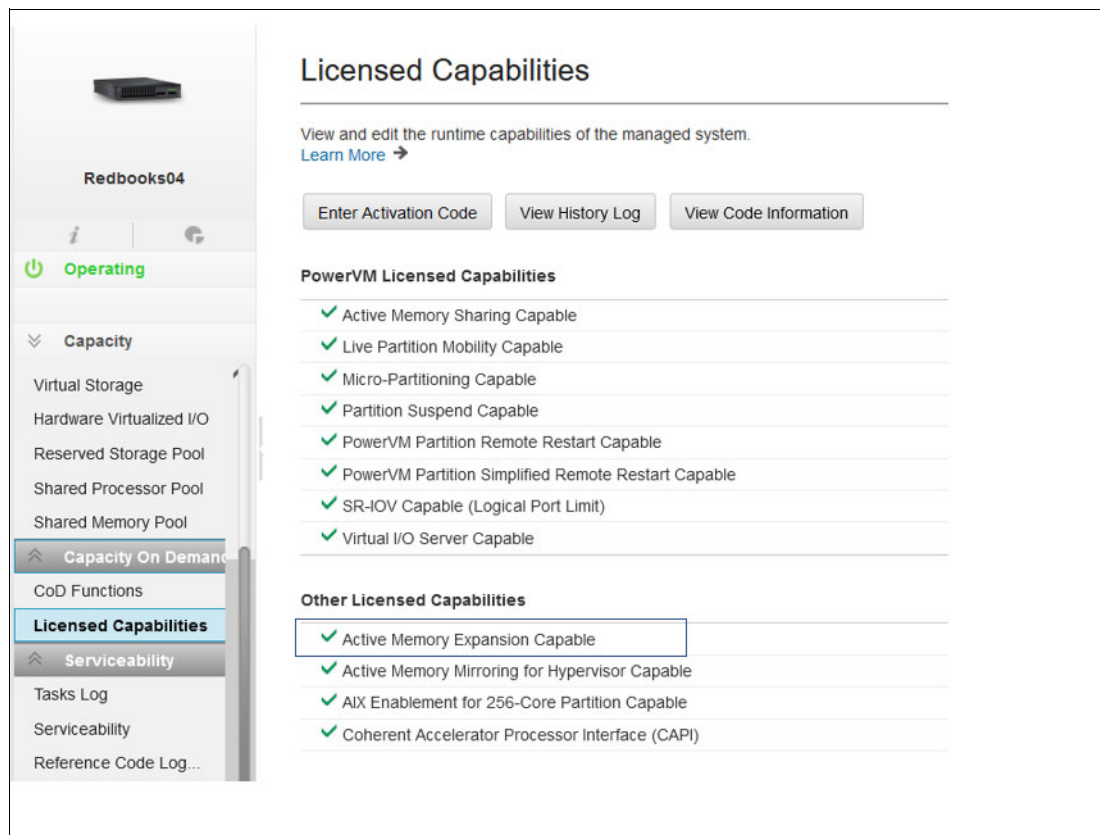 Redbooks04
i
Operating
Capacity
Virtual Storage
Hardware Virtualized I/O
Reserved Storage Pool
Shared Processor Pool
Shared Memory Pool
Capacity On Demand
CoD Functions
Licensed Capabilities
Serviceability
Tasks Log
Serviceability
Reference Code Log...
Licensed Capabilities
View and edit the runtime capabilities of the managed system.
Learn More
Enter Activation Code View History Log View Code Information
PowerVM Licensed Capabilities
Active Memory Sharing Capable
Live Partition Mobility Capable
Micro-Partitioning Capable
Partition Suspend Capable
PowerVM Partition Remote Restart Capable
PowerVM Partition Simplified Remote Restart Capable
SR-IOV Capable (Logical Port Limit)
Virtual I/O Server Capable
Other Licensed Capabilities
Active Memory Expansion Capable
Active Memory Mirroring for Hypervisor Capable
AIX Enablement for 256-Core Partition Capable
Coherent Accelerator Processor Interface (CAPI)